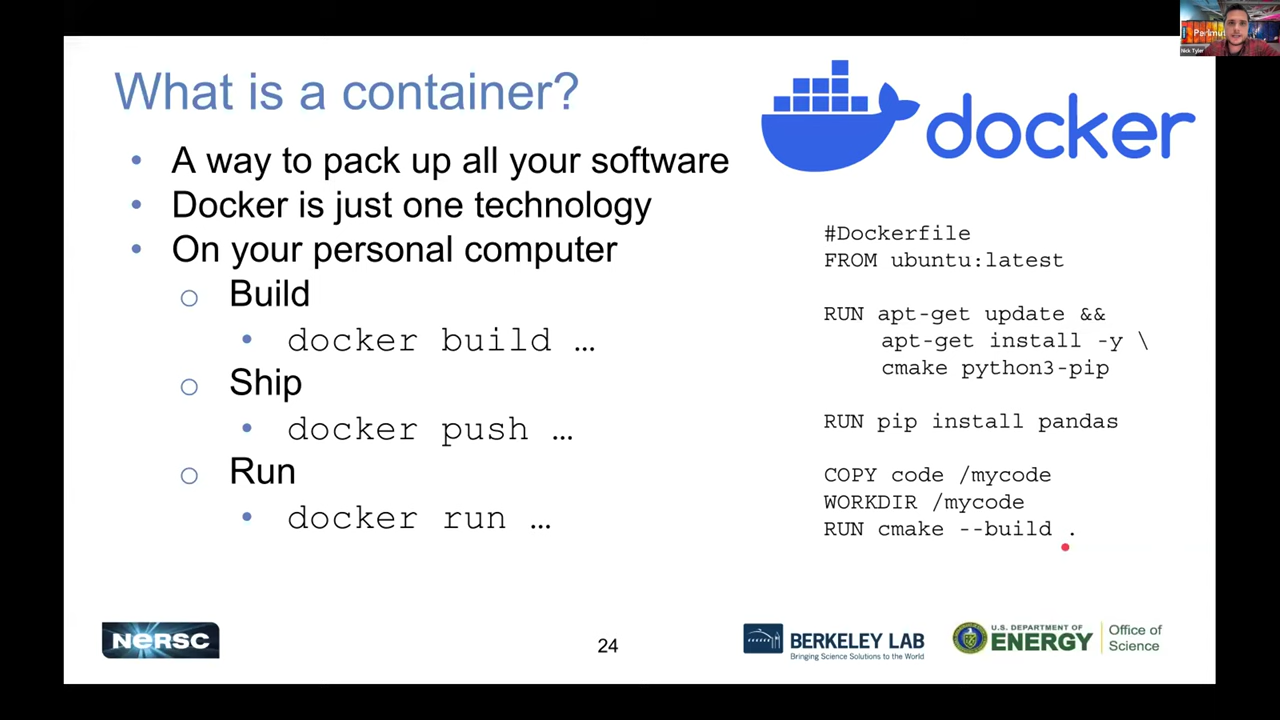 What is a container?
• A way to pack up all your software
• Docker is just one technology
• On your personal computer
o Build
• docker build …
o Ship
• docker push …
o Run
• docker run …
docker
#Dockerfile
FROM ubuntu:latest
RUN apt-get update &&
apt-get install -y \
cmake python3-pip
RUN pip install pandas
COPY code /mycode
WORKDIR /mycode
RUN cmake --build .
NERSC
24
BERKELEY LAB
Bringing Science Solutions to the World
U.S. DEPARTMENT OF
ENERGY
Office of
Science
Nick Tyler